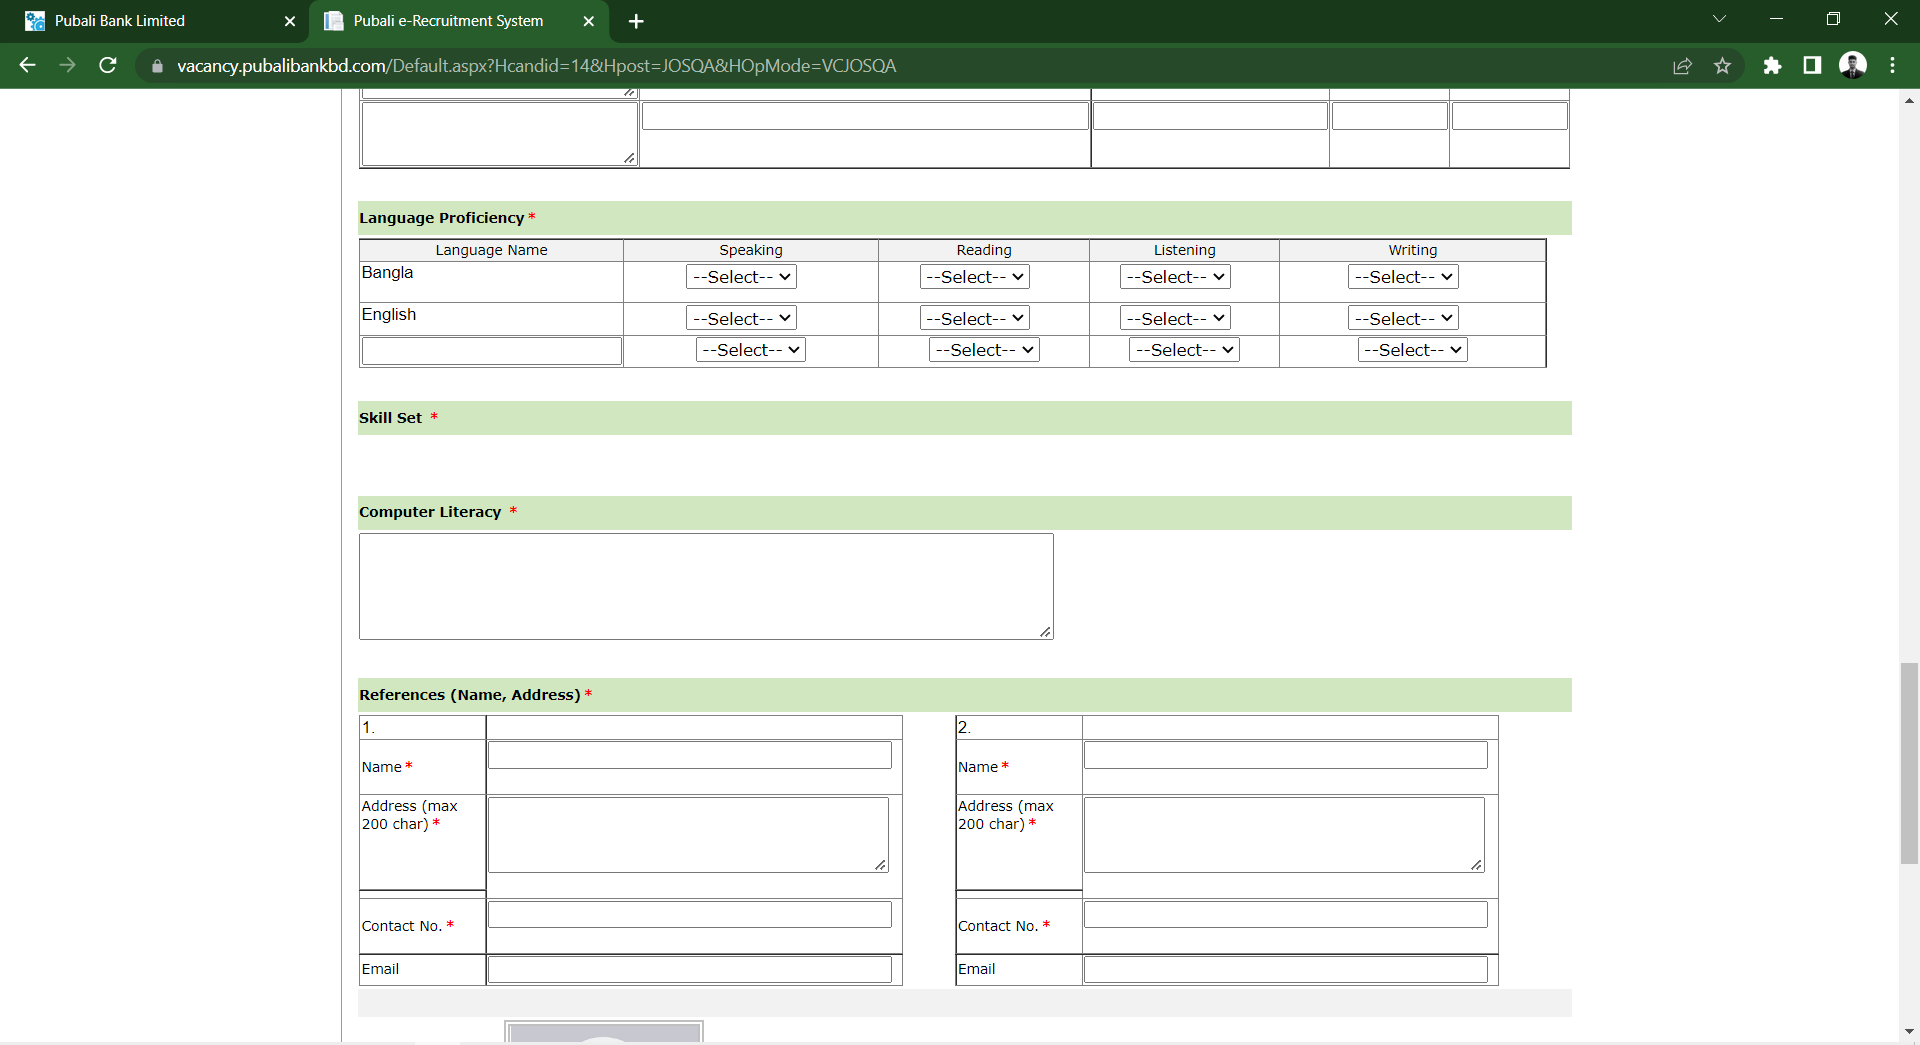 Pubali Bank Limited
Pubali e-Recruitment System
vacancy.pubalibankbd.com/Default.aspx?Hcandid=14&Hpost=JOSQA&HOpMode=VCJOSQA
Language Proficiency *
Language Name Speaking Reading Listening Writing
Bangla --Select-- --Select-- --Select-- --Select--
English --Select-- --Select-- --Select-- --Select--
--Select-- --Select-- --Select-- --Select--
Skill Set *
Computer Literacy *
References (Name, Address) *
1. 2.
Name * Name *
Address (max Address (max
200 char) * 200 char) *
Contact No. * Contact No. *
Email Email